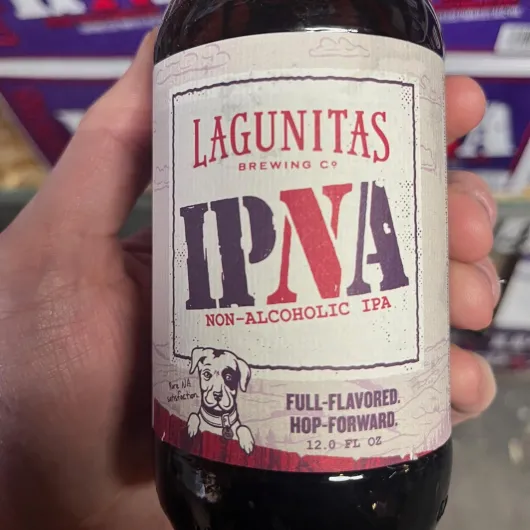 LAGUNITAS
BREWING Co
IPNA
NON-ALCOHOLIC IPA
Pure NA
satisfaction.
FULL-FLAVORED.
HOP-FORWARD.
12.0 FL OZ